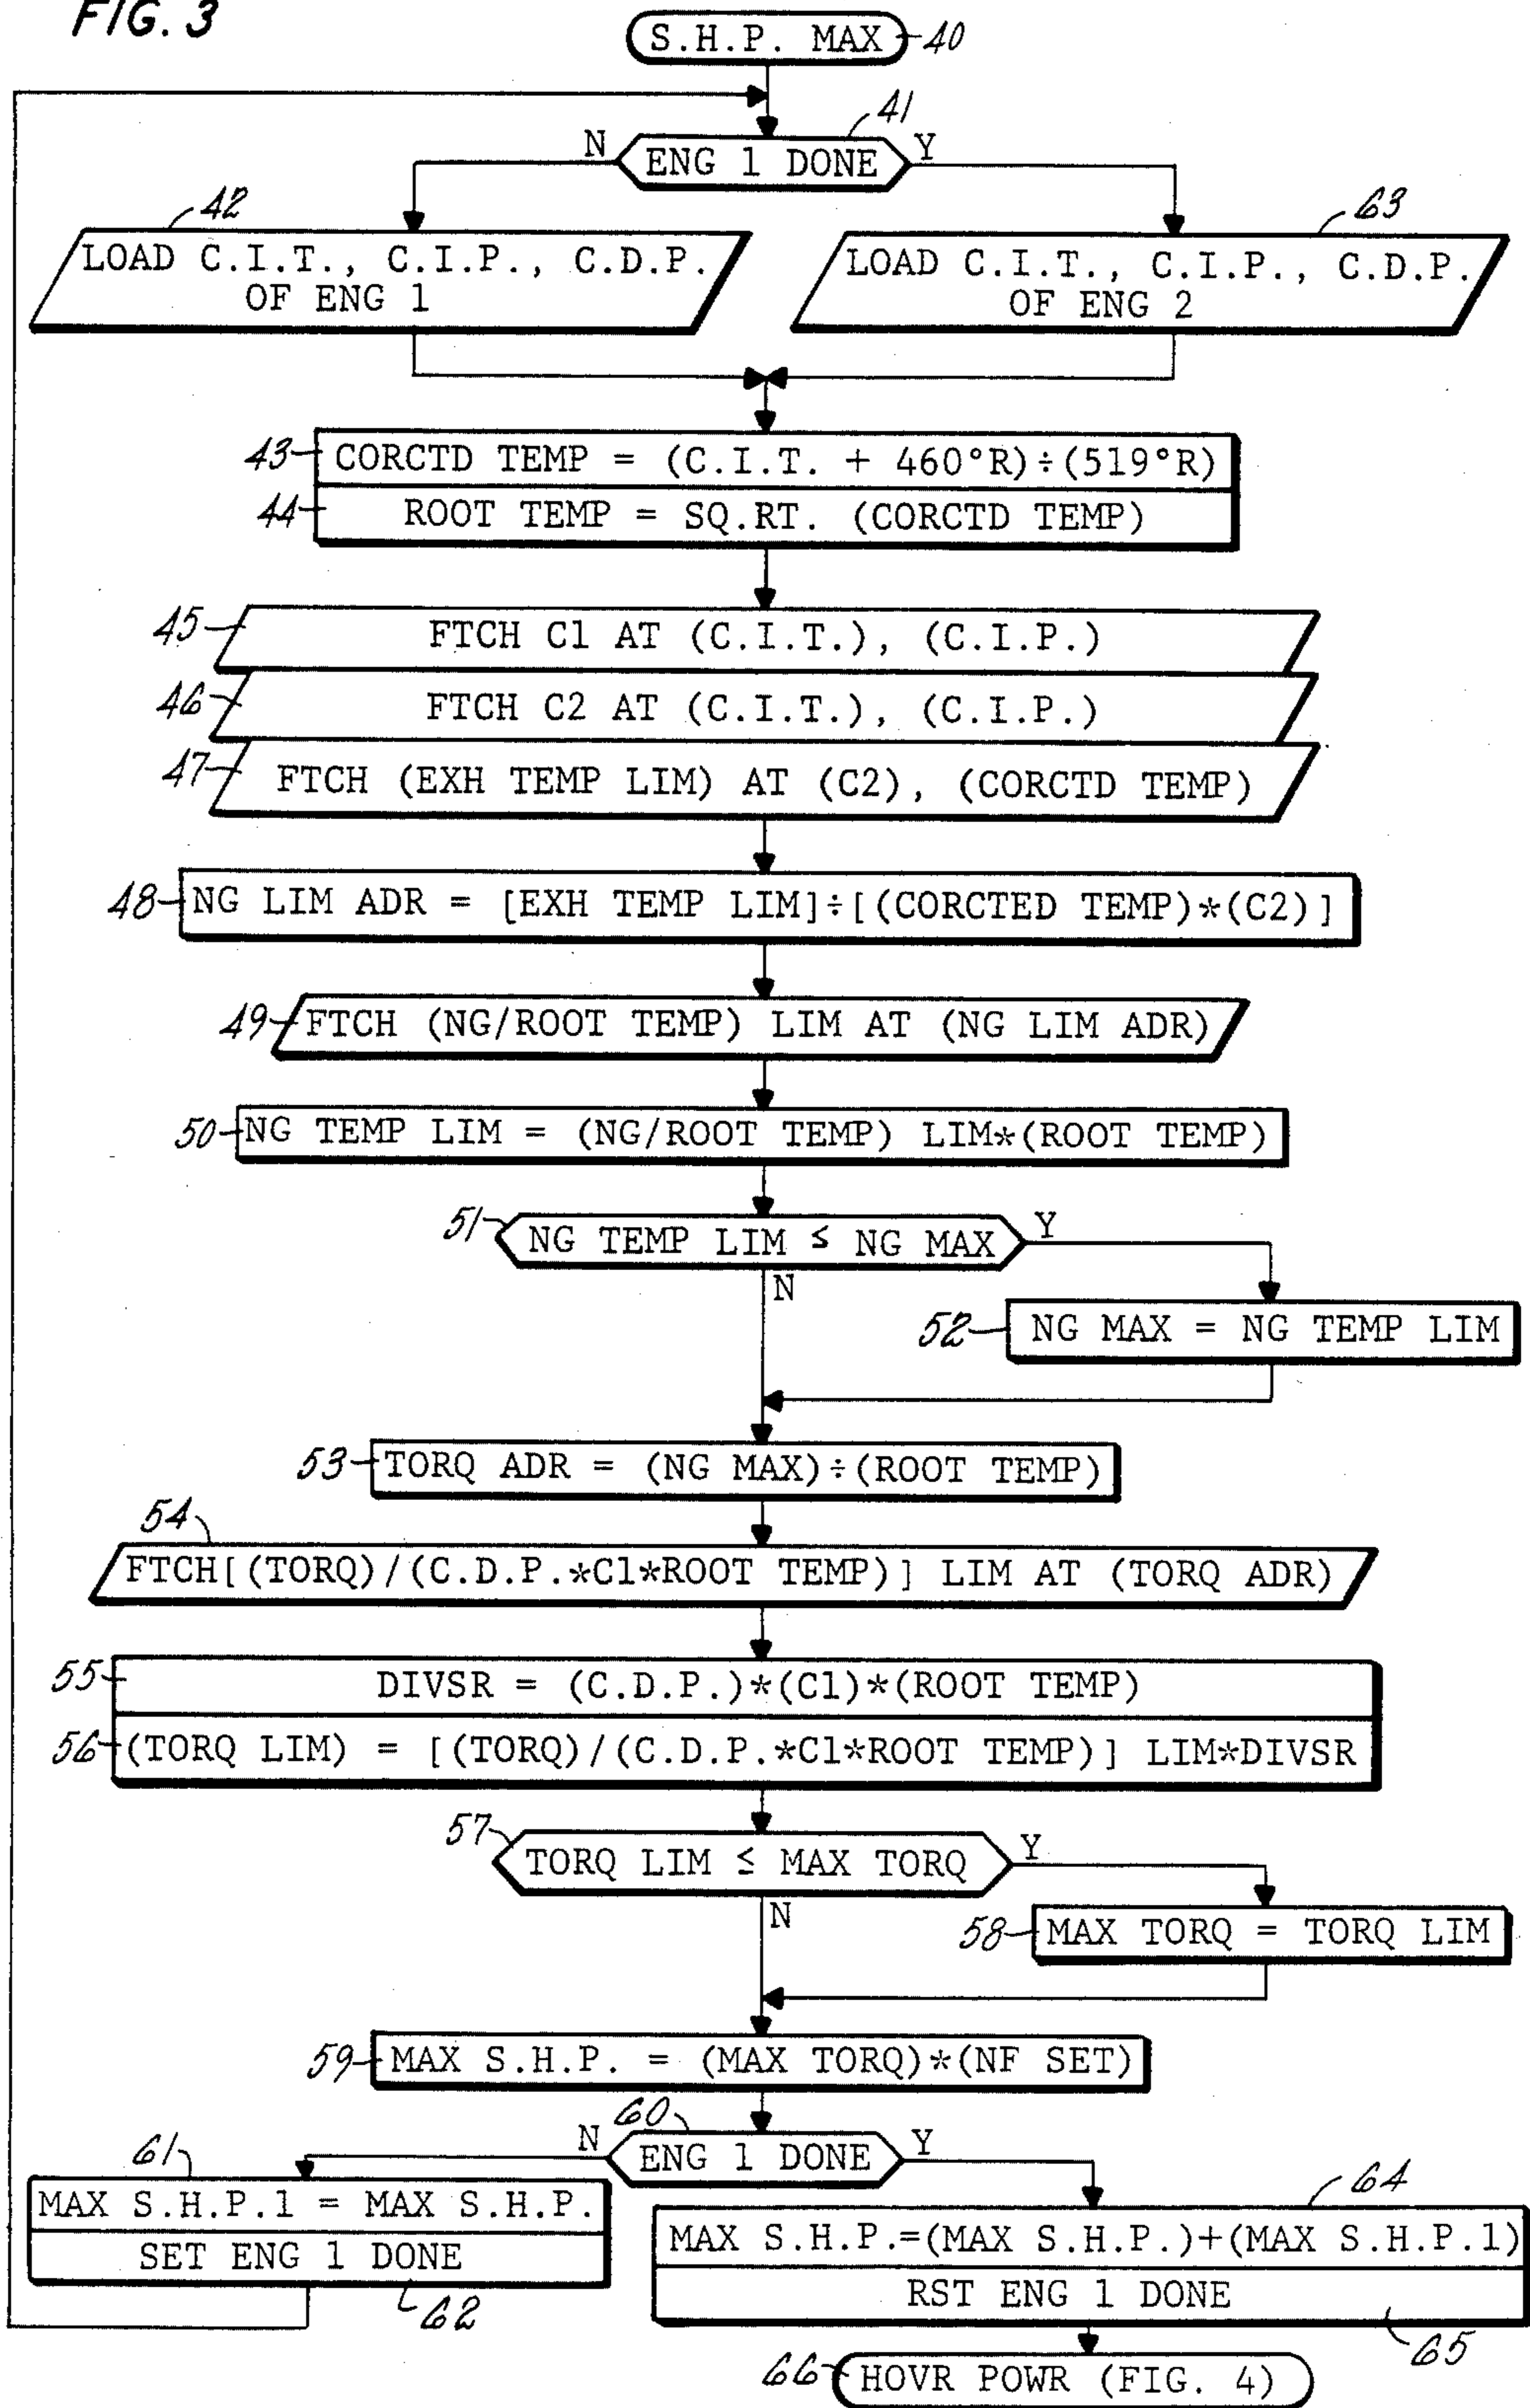 FIG. 3
S.H.P. MAX 40
41
N ENG 1 DONE Y
42
LOAD C.I.T., C.I.P., C.D.P.
OF ENG 1
63
LOAD C.I.T., C.I.P., C.D.P.
OF ENG 2
43 CORCTD TEMP = (C.I.T. + 460°R)÷(519°R)
44 ROOT TEMP = SQ.RT. (CORCTD TEMP)
45 FTCH C1 AT (C.I.T.), (C.I.P.)
46 FTCH C2 AT (C.I.T.), (C.I.P.)
47 FTCH (EXH TEMP LIM) AT (C2), (CORCTD TEMP)
48 NG LIM ADR = [EXH TEMP LIM]÷[(CORCTED TEMP)*(C2)]
49 FTCH (NG/ROOT TEMP) LIM AT (NG LIM ADR)
50 NG TEMP LIM = (NG/ROOT TEMP) LIM*(ROOT TEMP)
51 NG TEMP LIM ≤ NG MAX Y
N
52 NG MAX = NG TEMP LIM
53 TORQ ADR = (NG MAX)÷(ROOT TEMP)
54
FTCH[(TORQ)/(C.D.P.*C1*ROOT TEMP)] LIM AT (TORQ ADR)
55 DIVSR = (C.D.P.)*(C1)*(ROOT TEMP)
56 (TORQ LIM) = [(TORQ)/(C.D.P.*C1*ROOT TEMP)] LIM*DIVSR
57 TORQ LIM ≤ MAX TORQ Y
N
58 MAX TORQ = TORQ LIM
59 MAX S.H.P. = (MAX TORQ)*(NF SET)
60
N ENG 1 DONE Y
61
MAX S.H.P.1 = MAX S.H.P.
SET ENG 1 DONE
62
64
MAX S.H.P.=(MAX S.H.P.)+(MAX S.H.P.1)
RST ENG 1 DONE
65
66 HOVR POWR (FIG. 4)